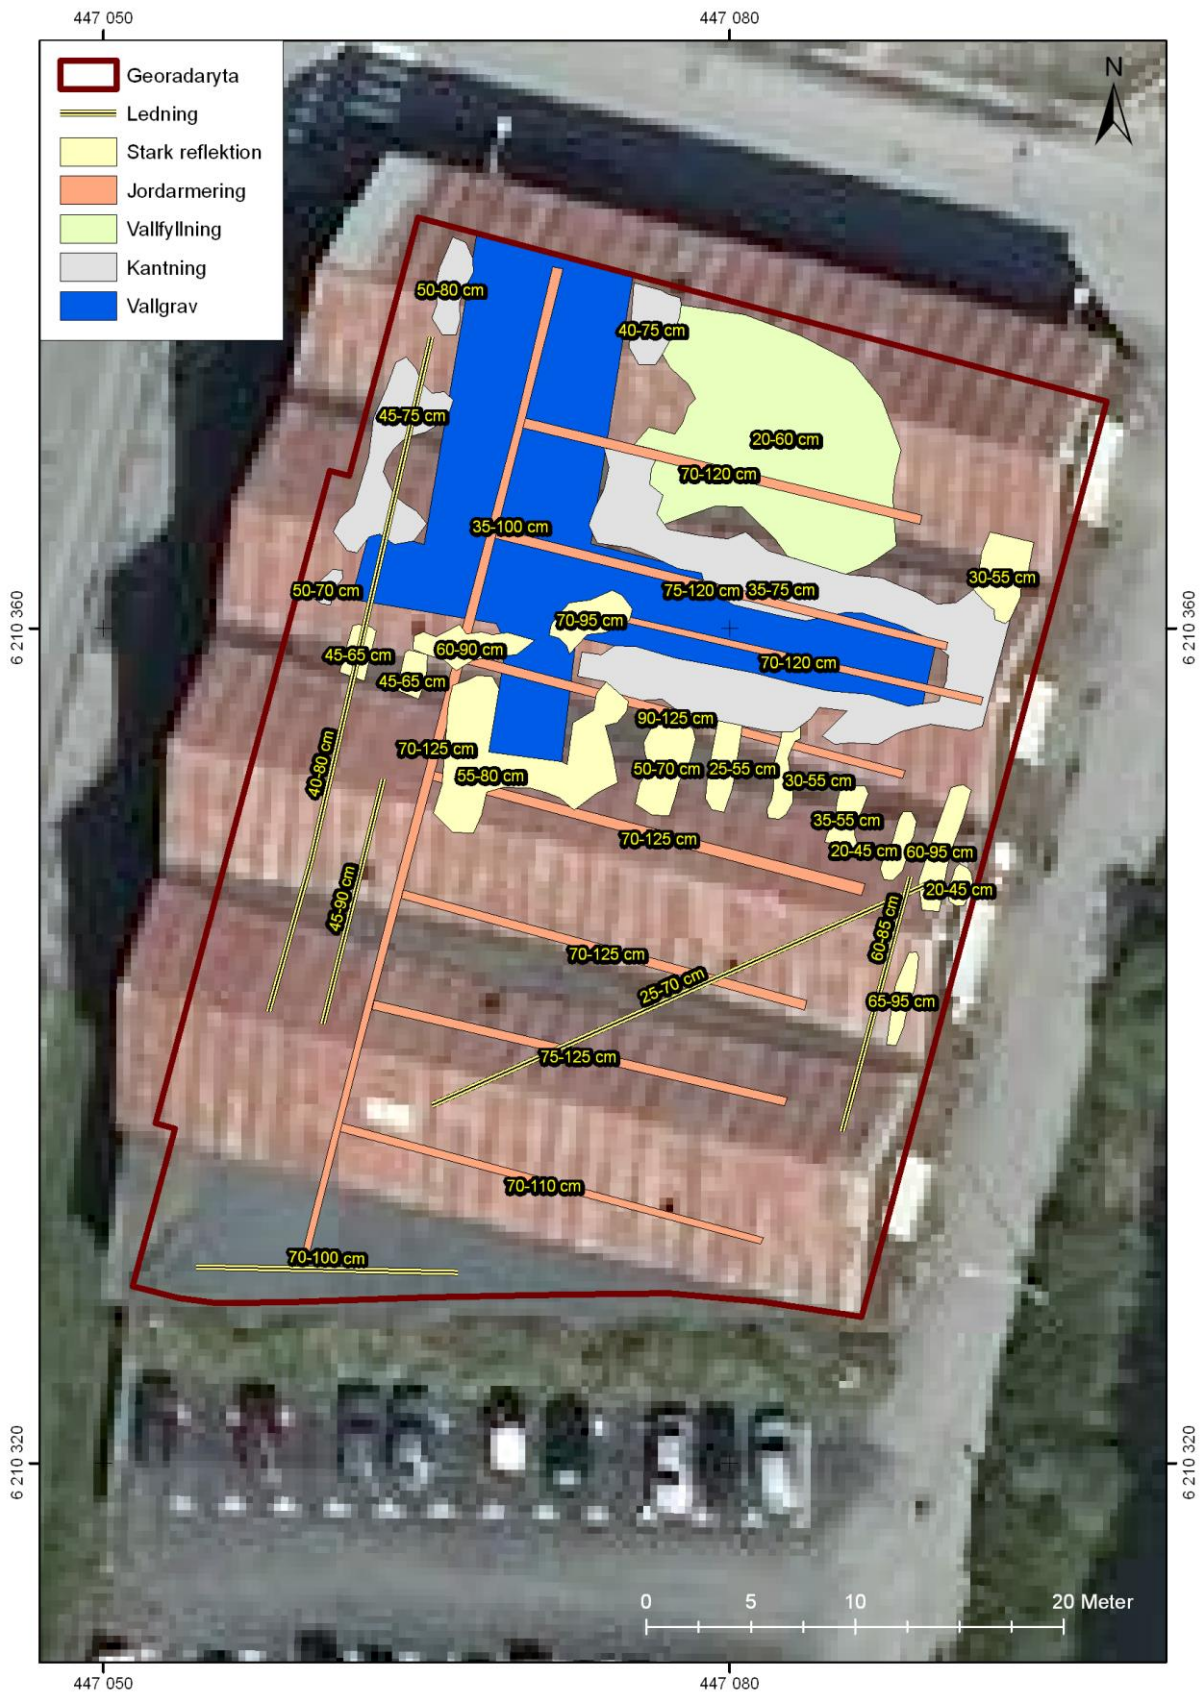 447 050
447 080
Georadaryta
Ledning
Stark reflektion
Jordarmering
Vallfyllning
Kantning
Vallgrav
N
50-80 cm
40-75 cm
45-75 cm
20-60 cm
70-120 cm
35-100 cm
30-55 cm
50-70 cm
75-120 cm
35-75 cm
70-95 cm
6 210 360
6 210 360
60-90 cm
45-65 cm
70-120 cm
45-65 cm
90-125 cm
70-125 cm
40-80 cm
55-80 cm
50-70 cm
25-55 cm
30-55 cm
35-55 cm
70-125 cm
20-45 cm
60-95 cm
20-45 cm
45-90 cm
60-85 cm
70-125 cm
25-70 cm
65-95 cm
75-125 cm
70-110 cm
70-100 cm
6 210 320
6 210 320
0 5 10 20 Meter
447 050
447 080